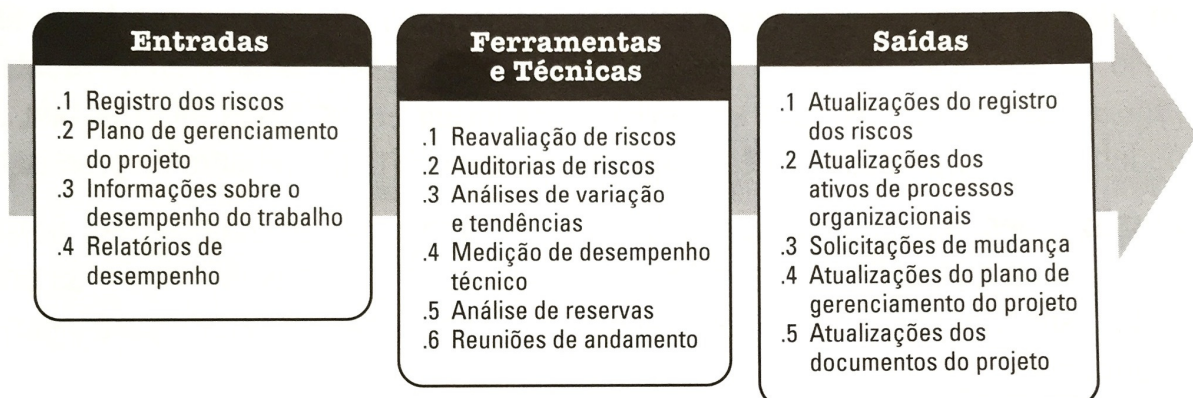 Entradas
.1 Registro dos riscos
.2 Plano de gerenciamento
do projeto
.3 Informações sobre o
desempenho do trabalho
.4 Relatórios de
desempenho
Ferramentas
e Técnicas
.1 Reavaliação de riscos
.2 Auditorias de riscos
.3 Análises de variação
e tendências
.4 Medição de desempenho
técnico
.5 Análise de reservas
.6 Reuniões de andamento
Saídas
.1 Atualizações do registro
dos riscos
.2 Atualizações dos
ativos de processos
organizacionais
.3 Solicitações de mudança
.4 Atualizações do plano de
gerenciamento do projeto
.5 Atualizações dos
documentos do projeto